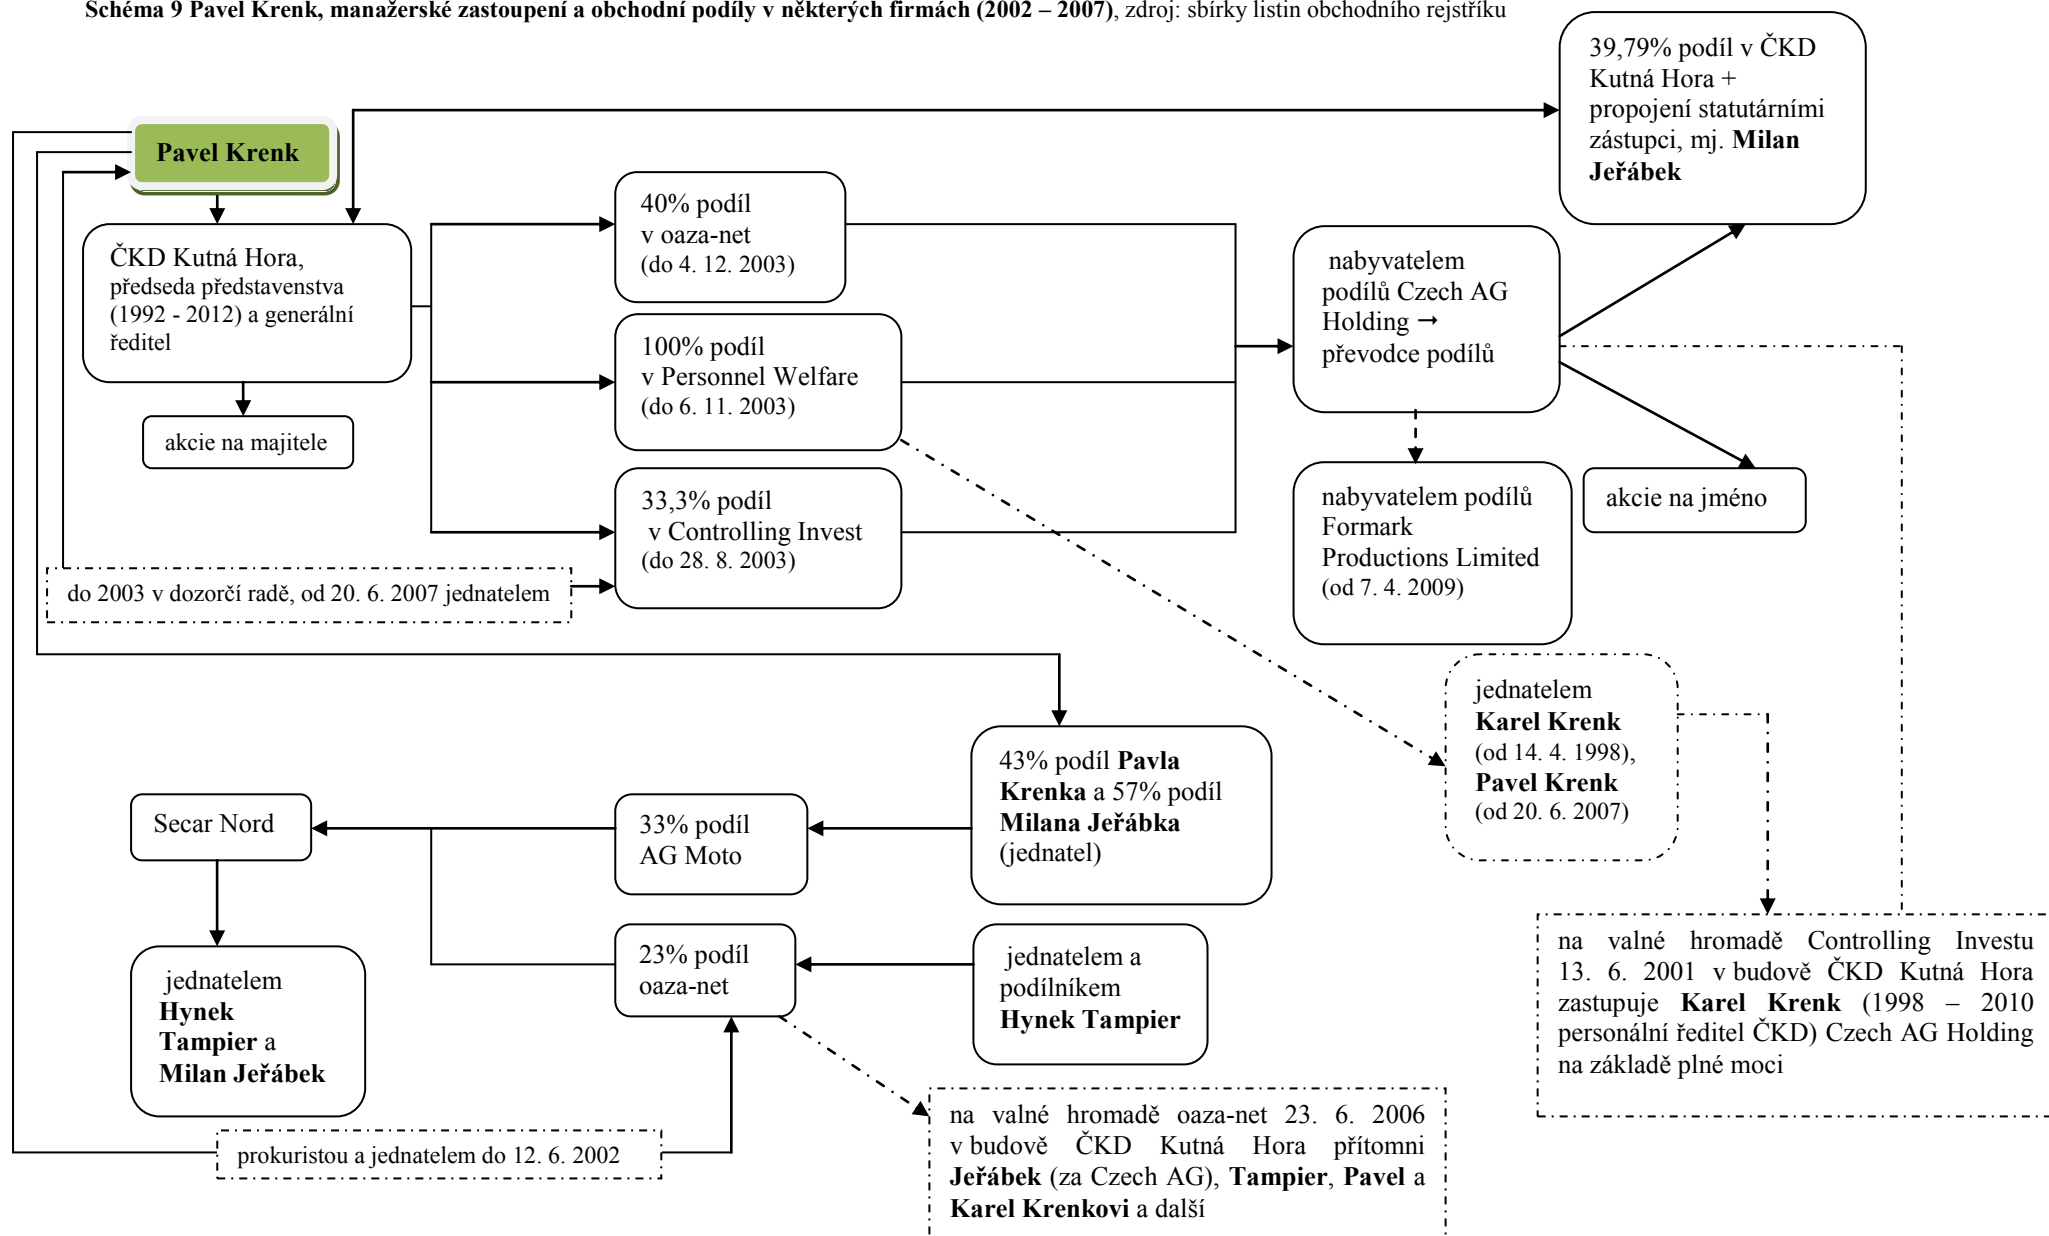 Schéma 9 Pavel Krenk, manažerské zastoupení a obchodní podíly v některých firmách (2002 – 2007), zdroj: sbírky listin obchodního rejstříku
39,79% podíl v ČKD
Kutná Hora +
propojení statutárními
zástupci, mj. Milan
Jeřábek
Pavel Krenk
ČKD Kutná Hora,
předseda představenstva
(1992 - 2012) a generální
ředitel
akcie na majitele
40% podíl
v oaza-net
(do 4. 12. 2003)
100% podíl
v Personnel Welfare
(do 6. 11. 2003)
33,3% podíl
v Controlling Invest
(do 28. 8. 2003)
nabyvatelem
podílů Czech AG
Holding →
převodce podílů
nabyvatelem podílů
Formark
Productions Limited
(od 7. 4. 2009)
akcie na jméno
do 2003 v dozorčí radě, od 20. 6. 2007 jednatelem
jednatelem
Karel Krenk
(od 14. 4. 1998),
Pavel Krenk
(od 20. 6. 2007)
43% podíl Pavla
Krenka a 57% podíl
Milana Jeřábka
(jednatel)
33% podíl
AG Moto
Secar Nord
jednatelem
Hynek
Tampier a
Milan Jeřábek
23% podíl
oaza-net
jednatelem a
podílníkem
Hynek Tampier
na valné hromadě Controlling Investu
13. 6. 2001 v budově ČKD Kutná Hora
zastupuje Karel Krenk (1998 – 2010
personální ředitel ČKD) Czech AG Holding
na základě plné moci
prokuristou a jednatelem do 12. 6. 2002
na valné hromadě oaza-net 23. 6. 2006
v budově ČKD Kutná Hora přítomni
Jeřábek (za Czech AG), Tampier, Pavel a
Karel Krenkovi a další